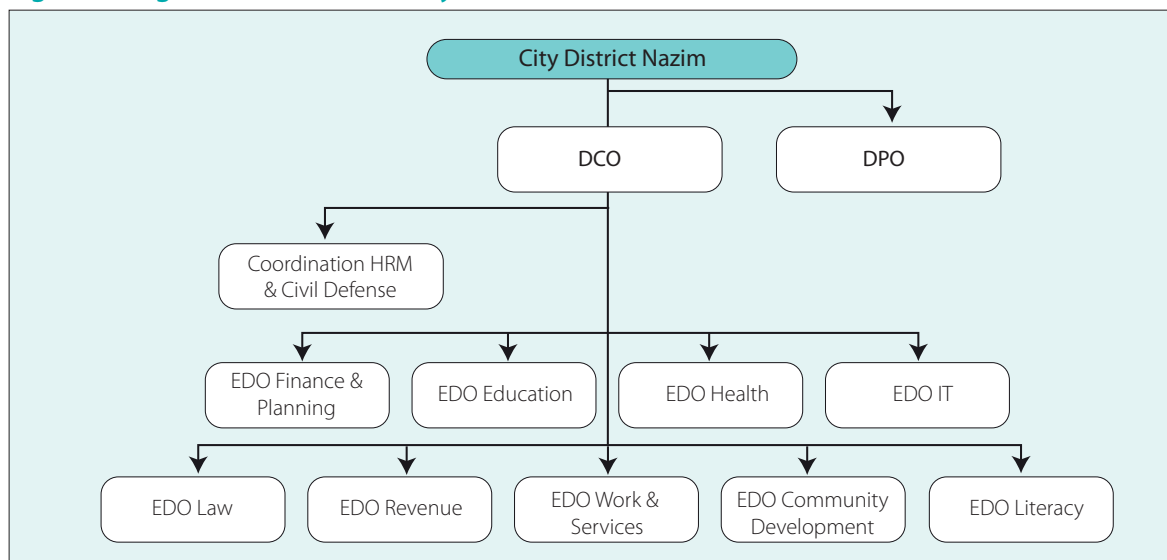 City District Nazim
DCO
DPO
Coordination HRM
& Civil Defense
EDO Finance &
Planning
EDO Education
EDO Health
EDO IT
EDO Law
EDO Revenue
EDO Work &
Services
EDO Community
Development
EDO Literacy